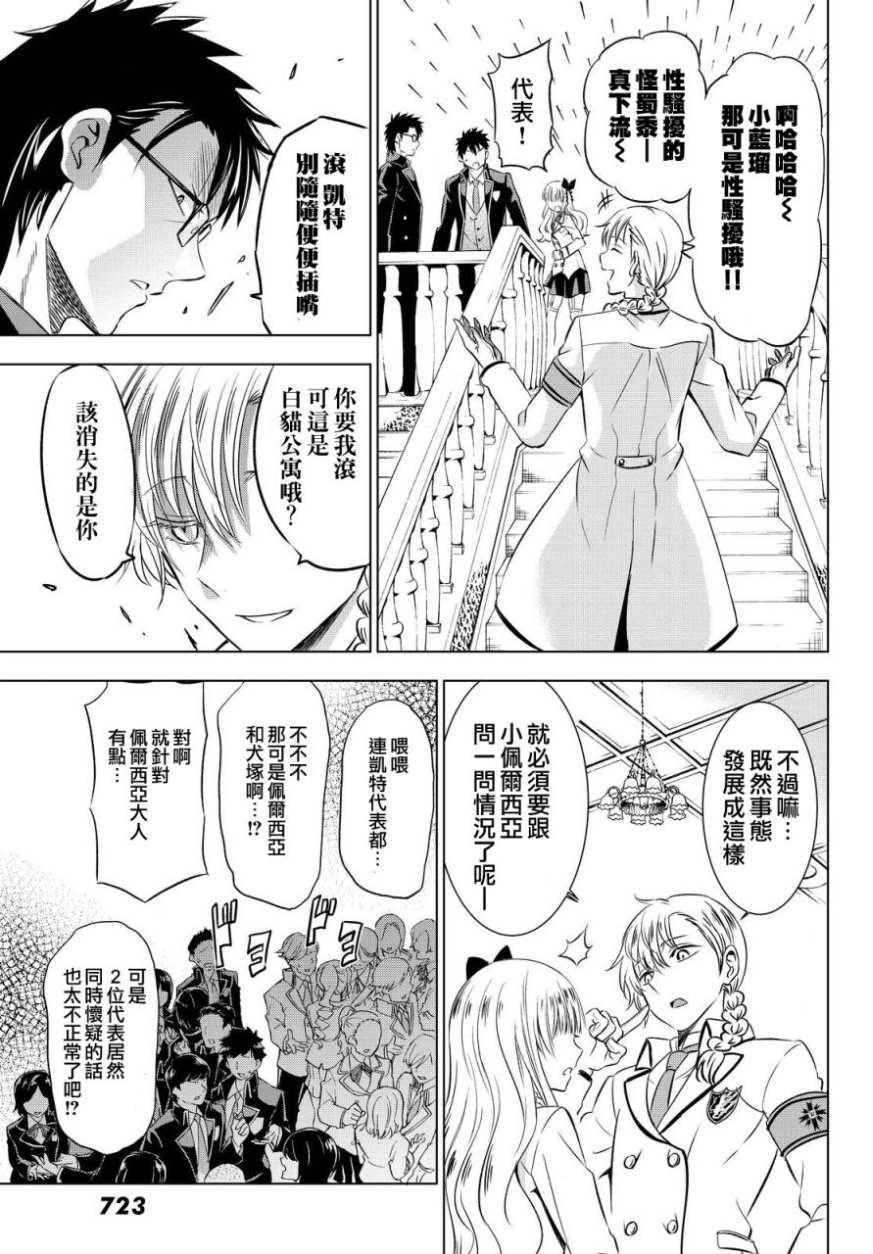 啊哈哈哈~
小藍瑠
那可是性騷擾哦!!
性騷擾的
怪蜀黍—
真下流~
代表!
滾 凱特
別隨隨便便插嘴
你要我滾
可這是
白貓公寓哦?
該消失的是你
不過嘛…
既然事態
發展成這樣
就必須要跟
小佩爾西亞
問一問情況了呢—
喂喂
連凱特代表都…
不不不
那可是佩爾西亞
和犬塚啊…!?
對啊
就針對
佩爾西亞大人
有點…
可是
2位代表居然
同時懷疑的話
也太不正常了吧!?
ドド
ドド
723